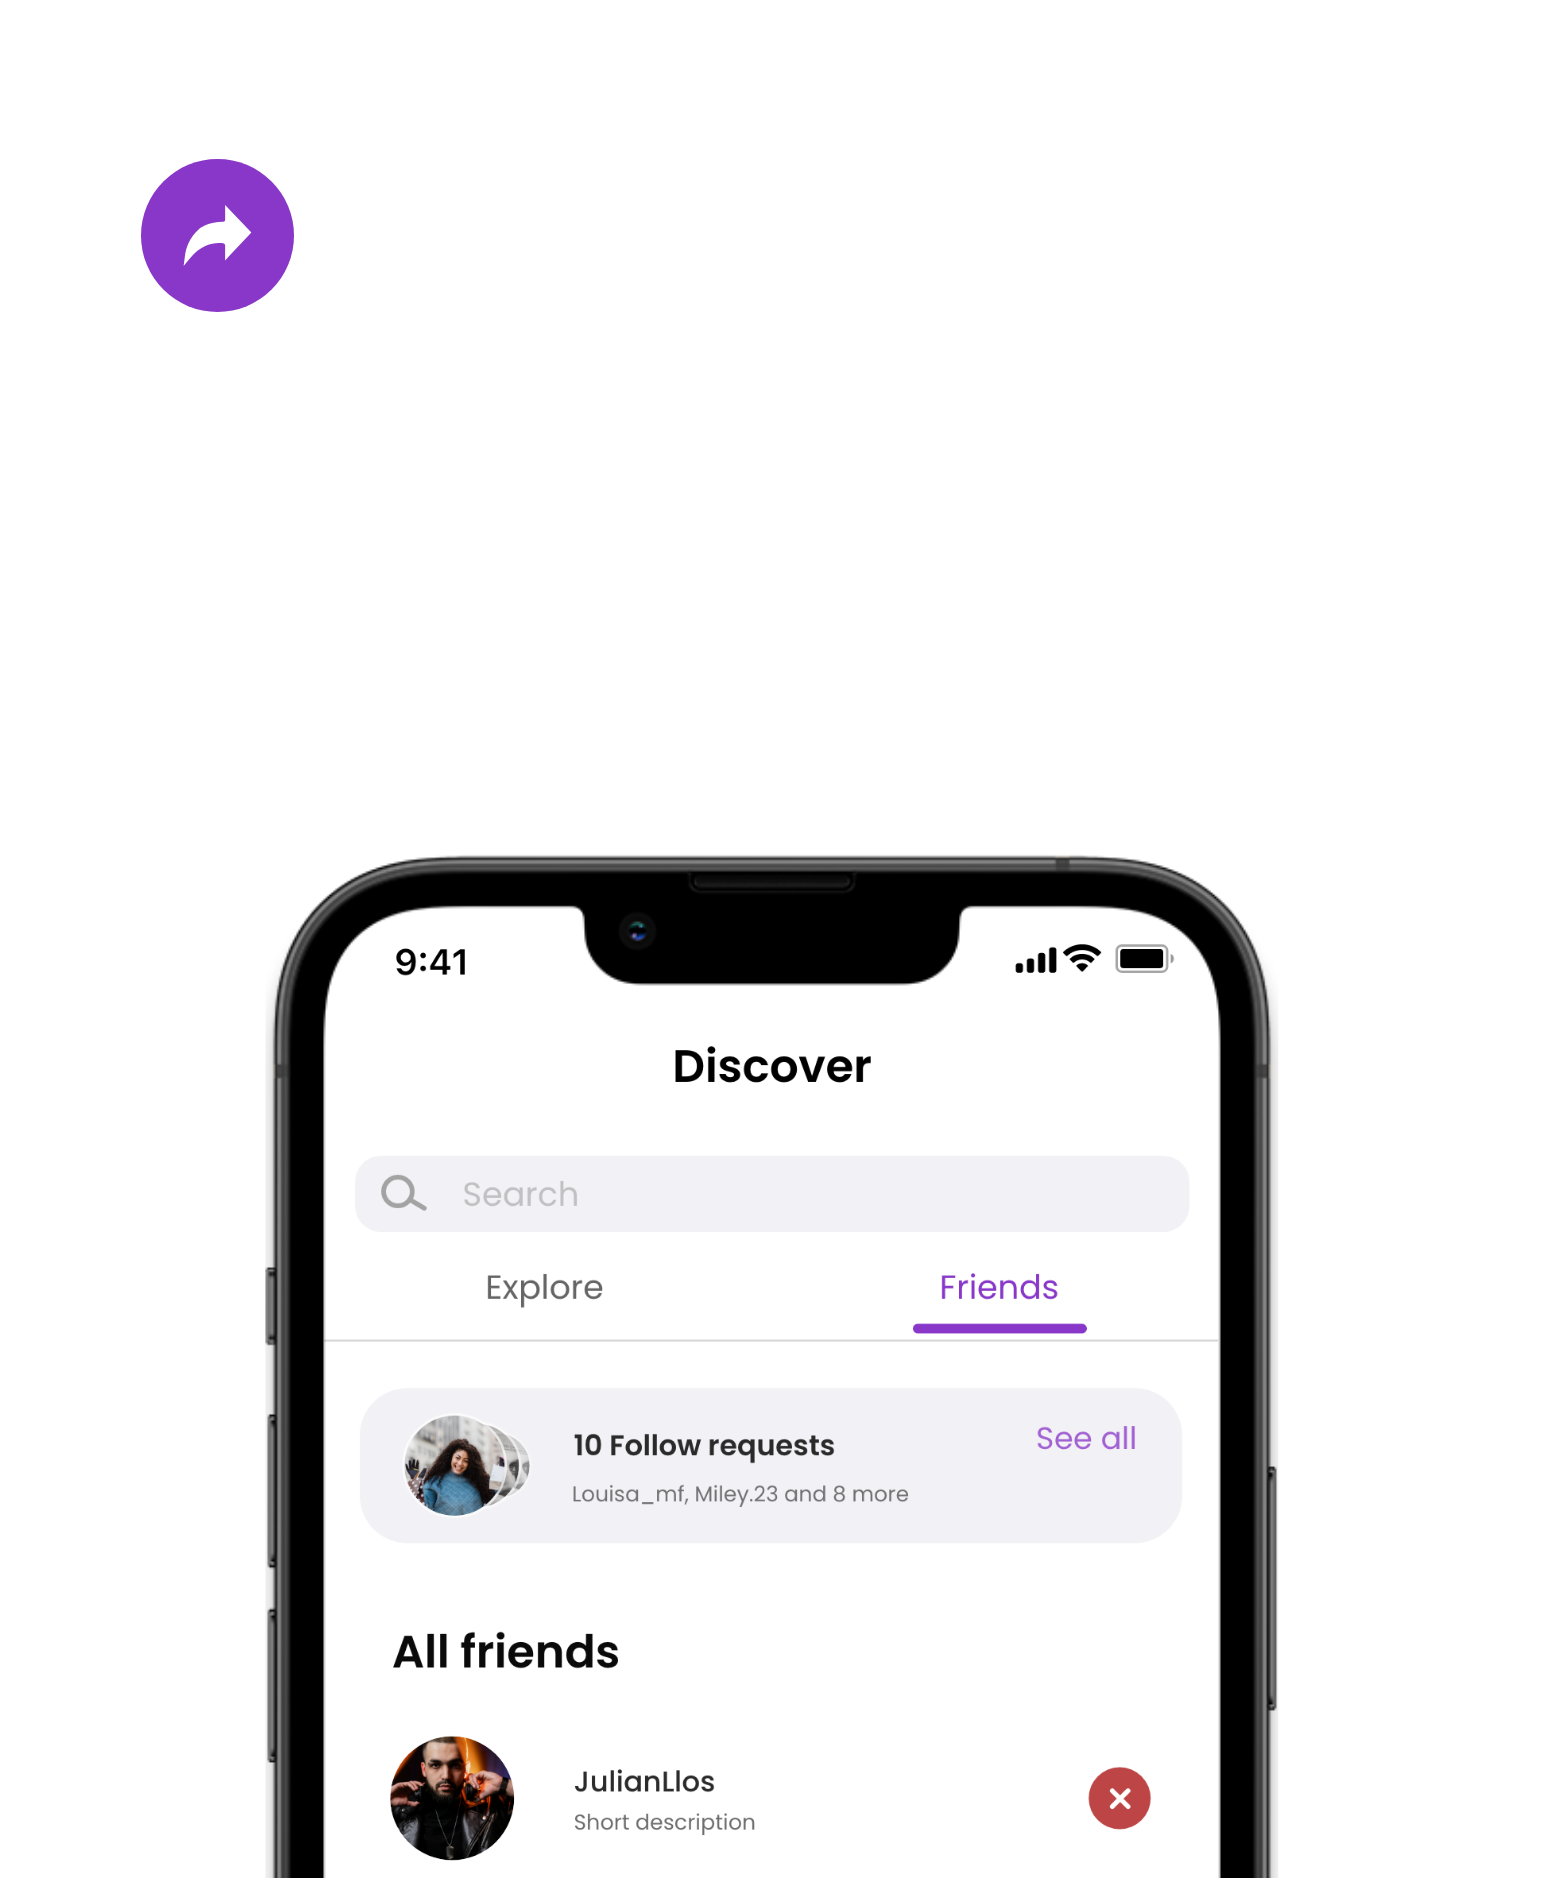 9:41
Discover
Search
Explore
Friends
10 Follow requests
See all
Louisa_mf, Miley.23 and 8 more
All friends
JulianLlos
Short description